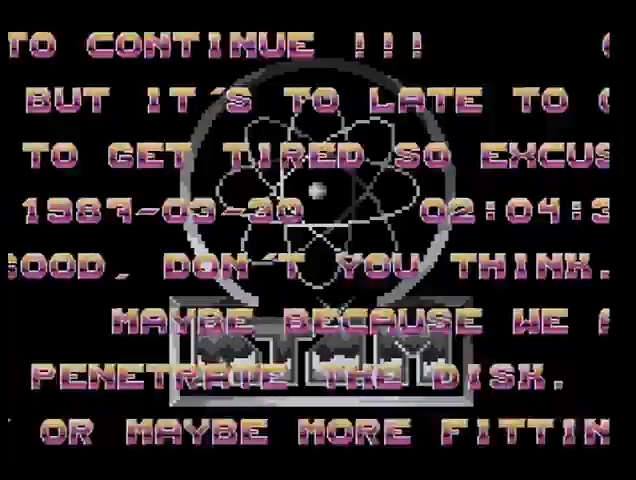 TO CONTINUE !!!
BUT IT'S TO LATE TO
TO GET TIRED SO EXCUS
1987-03-30 02:04:3
GOOD, DON'T YOU THINK.
MAYBE BECAUSE WE A
PENETRATE THE DISK.
OR MAYBE MORE FITTIN